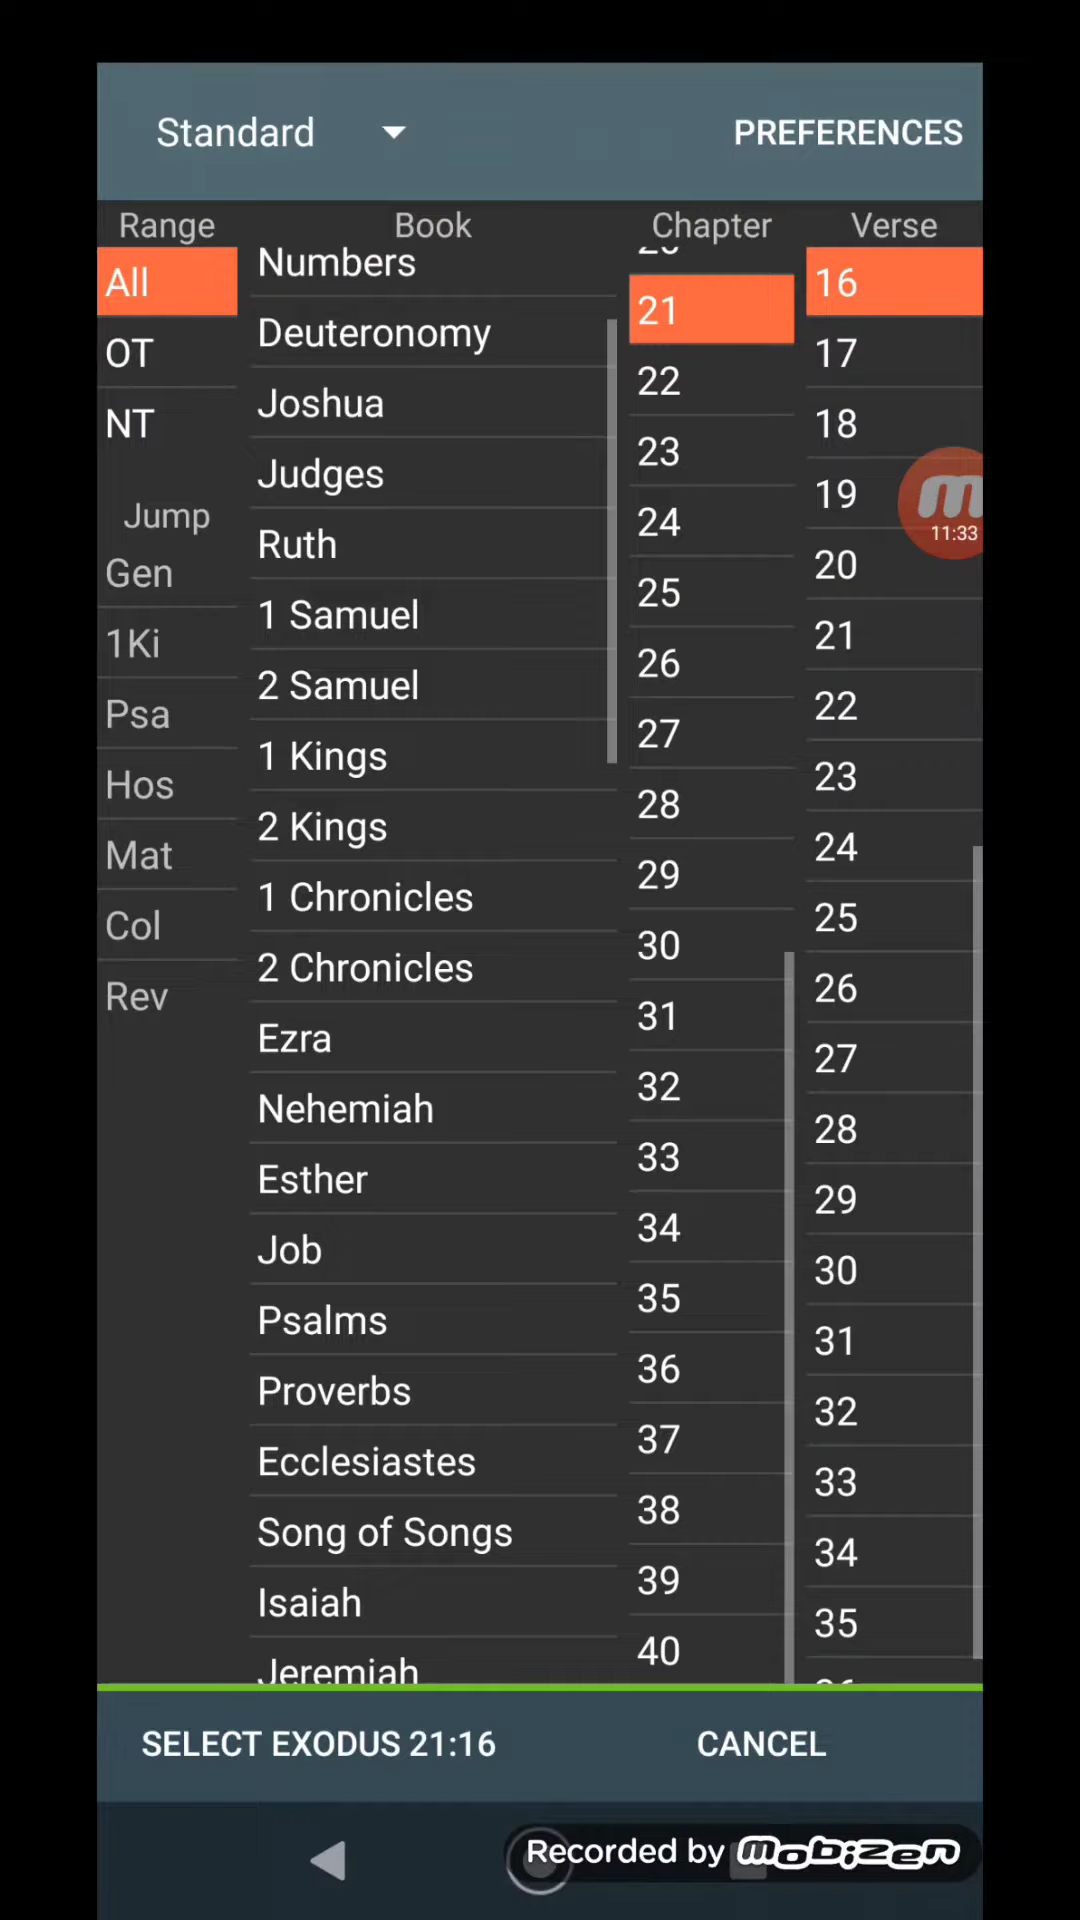 Standard
PREFERENCES
Range
Book
Chapter
Verse
All
OT
NT
Jump
Gen
1Ki
Psa
Hos
Mat
Col
Rev
Numbers
Deuteronomy
Joshua
Judges
Ruth
1 Samuel
2 Samuel
1 Kings
2 Kings
1 Chronicles
2 Chronicles
Ezra
Nehemiah
Esther
Job
Psalms
Proverbs
Ecclesiastes
Song of Songs
Isaiah
Jeremiah
21
22
23
24
25
26
27
28
29
30
31
32
33
34
35
36
37
38
39
40
16
17
18
19
20
21
22
23
24
25
26
27
28
29
30
31
32
33
34
35
m
11:33
SELECT EXODUS 21:16
CANCEL
Recorded by mobizen